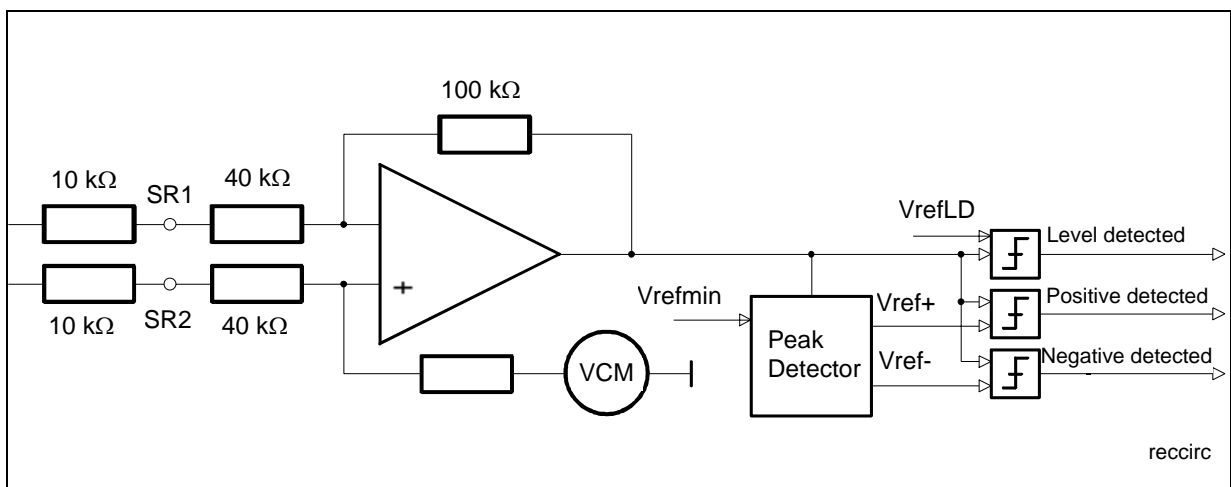 100 kΩ
10 kΩ
SR1
40 kΩ
+
10 kΩ
SR2
40 kΩ
VCM
VrefLD
Level detected
Vrefmin
Vref+
Positive detected
Peak
Detector
Vref-
Negative detected
reccirc